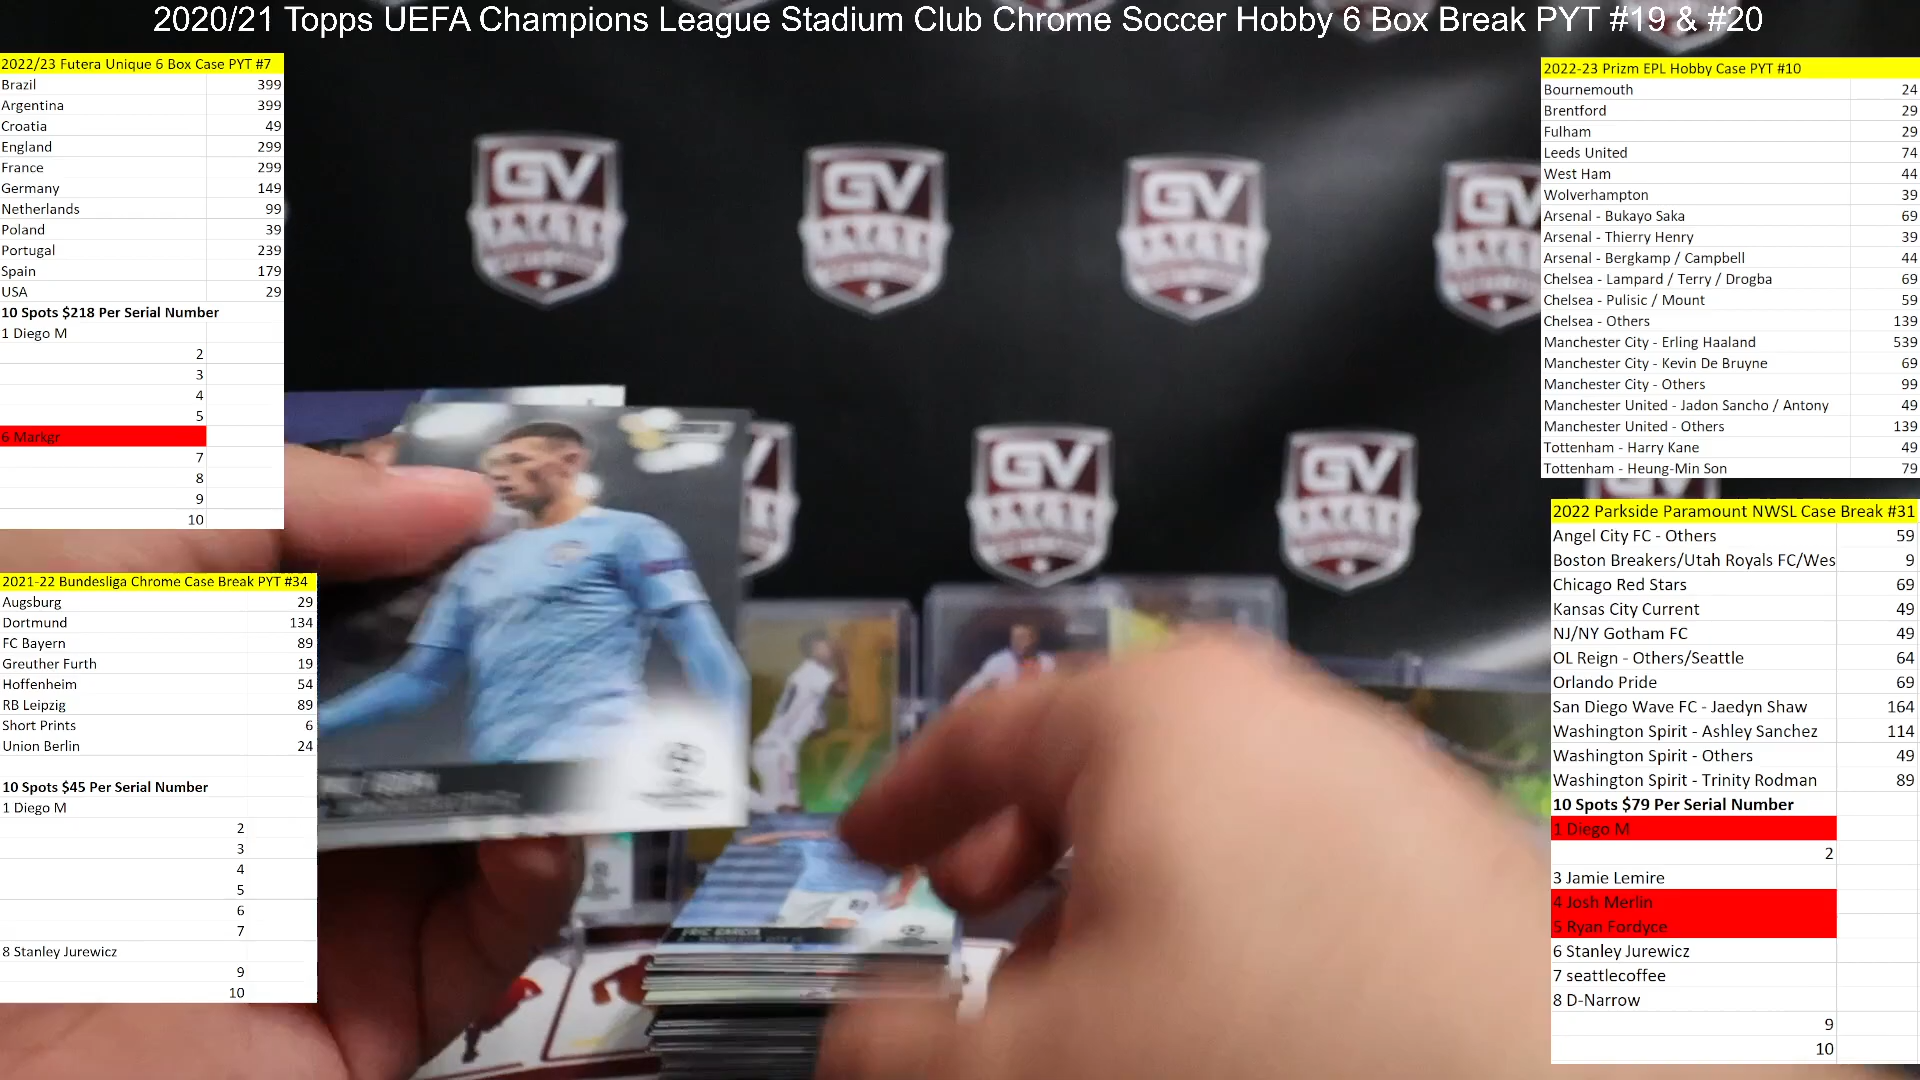 2020/21 Topps UEFA Champions League Stadium Club Chrome Soccer Hobby 6 Box Break PYT #19 & #20
2022/23 Futera Unique 6 Box Case PYT #7
Brazil 399
Argentina 399
Croatia 49
England 299
France 299
Germany 149
Netherlands 99
Poland 39
Portugal 239
Spain 179
USA 29
10 Spots $218 Per Serial Number
1 Diego M
2
3
4
5
6 Markgr
7
8
9
10
2021-22 Bundesliga Chrome Case Break PYT #34
Augsburg 29
Dortmund 134
FC Bayern 89
Greuther Furth 19
Hoffenheim 54
RB Leipzig 89
Short Prints 6
Union Berlin 24
10 Spots $45 Per Serial Number
1 Diego M
2
3
4
5
6
7
8 Stanley Jurewicz
9
10
2022-23 Prizm EPL Hobby Case PYT #10
Bournemouth 24
Brentford 29
Fulham 29
Leeds United 74
West Ham 44
Wolverhampton 39
Arsenal - Bukayo Saka 69
Arsenal - Thierry Henry 39
Arsenal - Bergkamp / Campbell 44
Chelsea - Lampard / Terry / Drogba 69
Chelsea - Pulisic / Mount 59
Chelsea - Others 139
Manchester City - Erling Haaland 539
Manchester City - Kevin De Bruyne 69
Manchester City - Others 99
Manchester United - Jadon Sancho / Antony 49
Manchester United - Others 139
Tottenham - Harry Kane 49
Tottenham - Heung-Min Son 79
2022 Parkside Paramount NWSL Case Break #31
Angel City FC - Others 59
Boston Breakers/Utah Royals FC/Wes 9
Chicago Red Stars 69
Kansas City Current 49
NJ/NY Gotham FC 49
OL Reign - Others/Seattle 64
Orlando Pride 69
San Diego Wave FC - Jaedyn Shaw 164
Washington Spirit - Ashley Sanchez 114
Washington Spirit - Others 49
Washington Spirit - Trinity Rodman 89
10 Spots $79 Per Serial Number
1 Diego M
2
3 Jamie Lemire
4 Josh Merlin
5 Ryan Fordyce
6 Stanley Jurewicz
7 seattlecoffee
8 D-Narrow
9
10
GV
GV
GV
GV
GV
GV
ERIC GARCIA